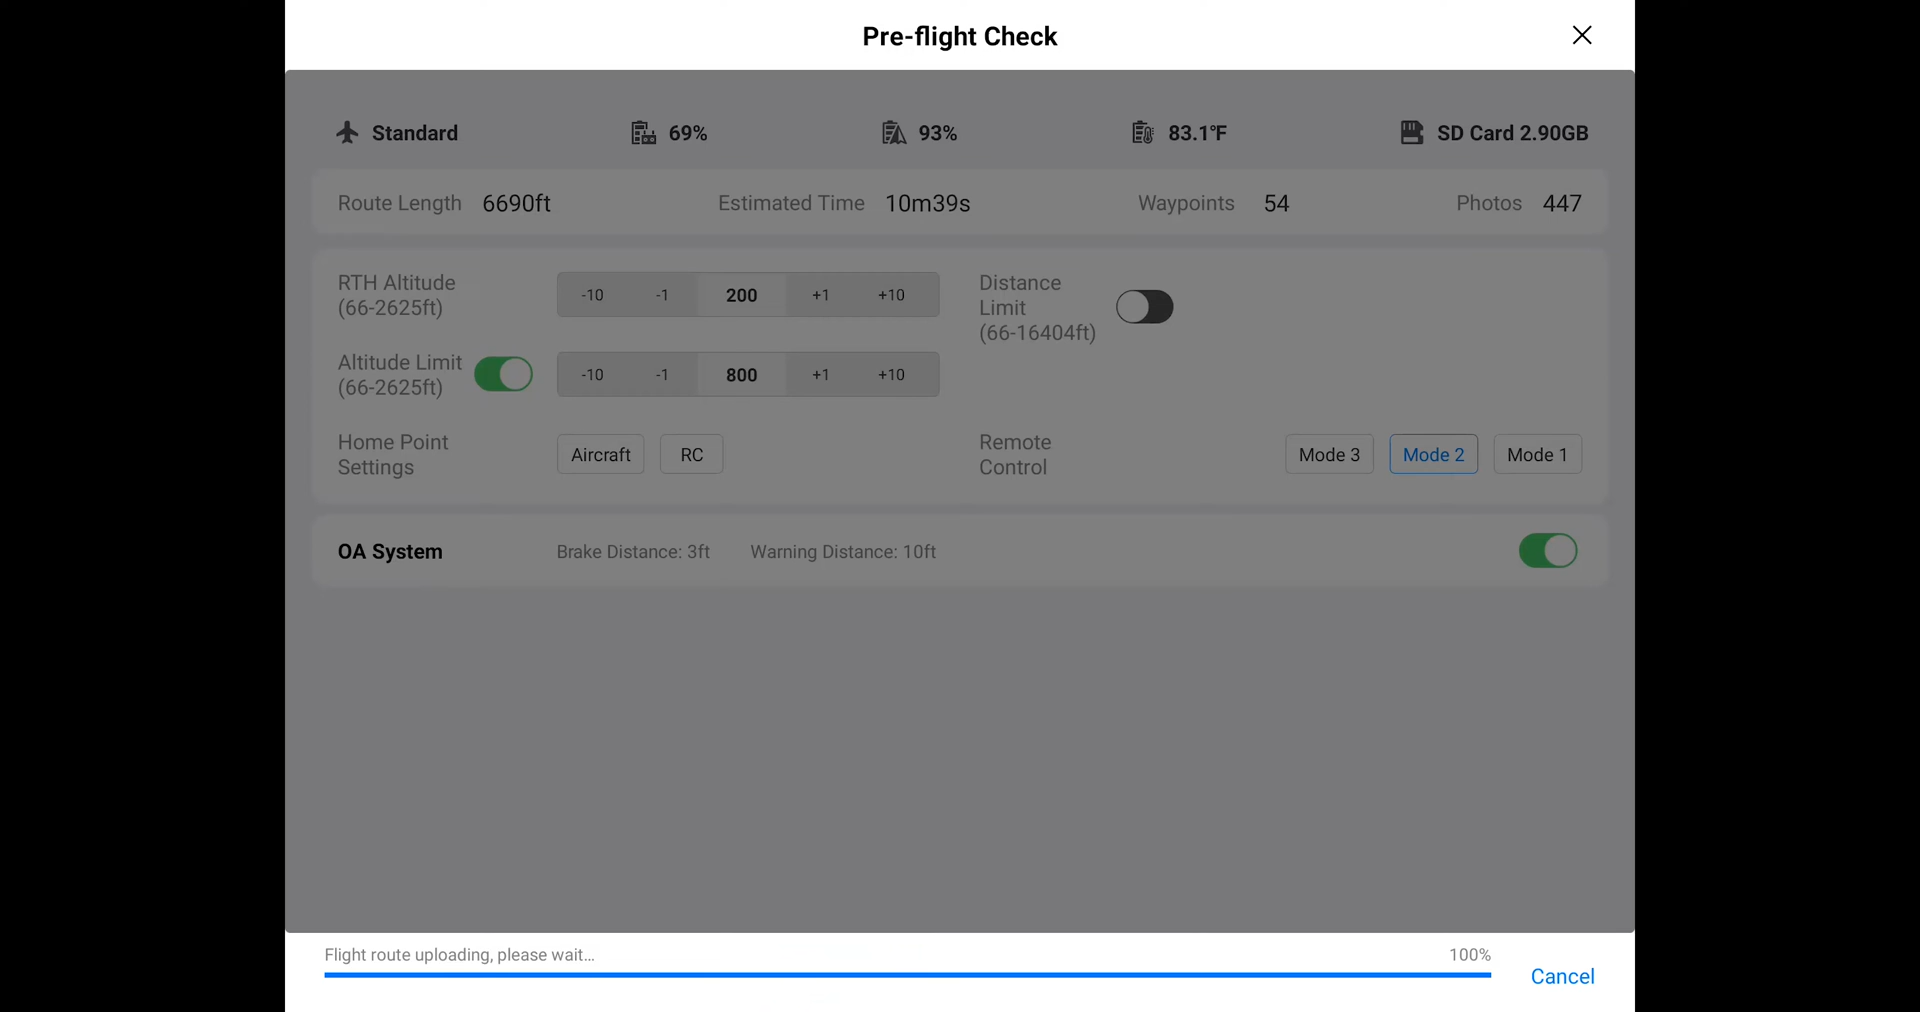 Pre-flight Check
Standard
69%
93%
83.1°F
SD Card 2.90GB
Route Length 6690ft
Estimated Time 10m39s
Waypoints 54
Photos 447
RTH Altitude
(66-2625ft)
-10 -1 200 +1 +10
Distance
Limit
(66-16404ft)
Altitude Limit
(66-2625ft)
-10 -1 800 +1 +10
Home Point
Settings
Aircraft RC
Remote
Control
Mode 3 Mode 2 Mode 1
OA System Brake Distance: 3ft Warning Distance: 10ft
Flight route uploading, please wait... 100%
Cancel